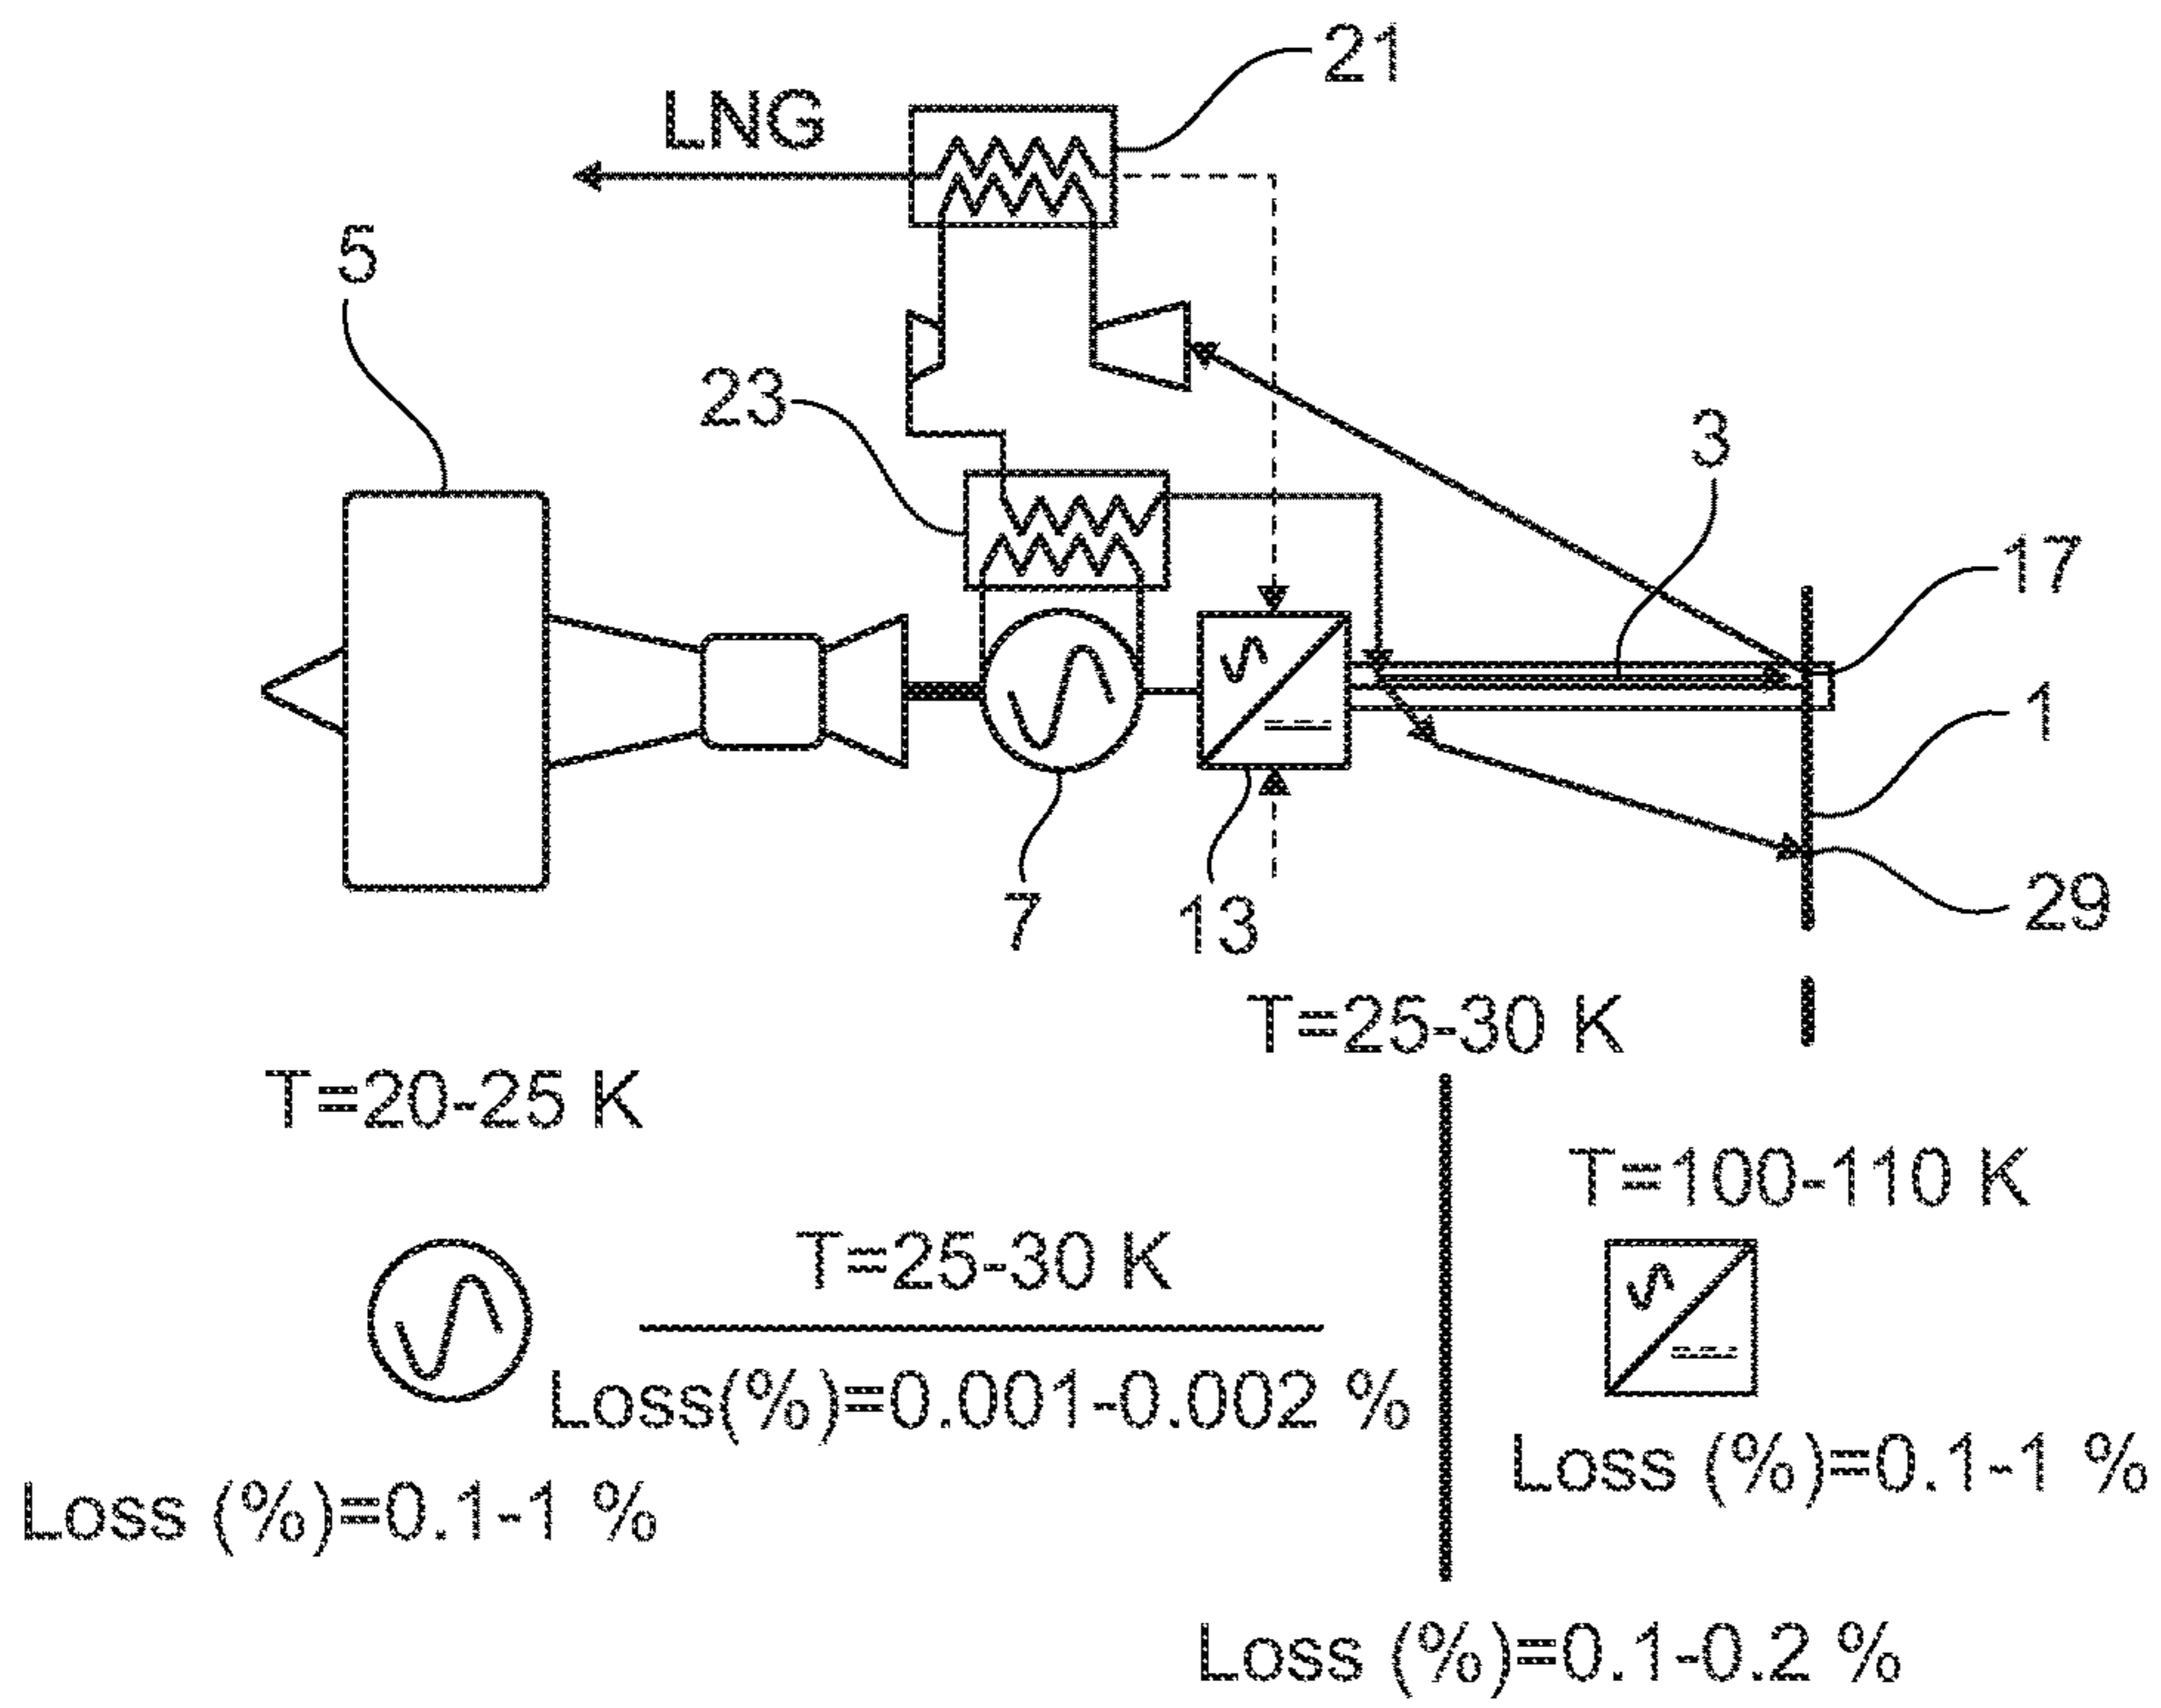 21
LNG
5
23
3
17
1
29
7
13
T=25-30 K
T=20-25 K
T=100-110 K
T=25-30 K
Loss(%)=0.001-0.002 %
Loss (%)=0.1-1 %
Loss (%)=0.1-1 %
Loss (%)=0.1-0.2 %